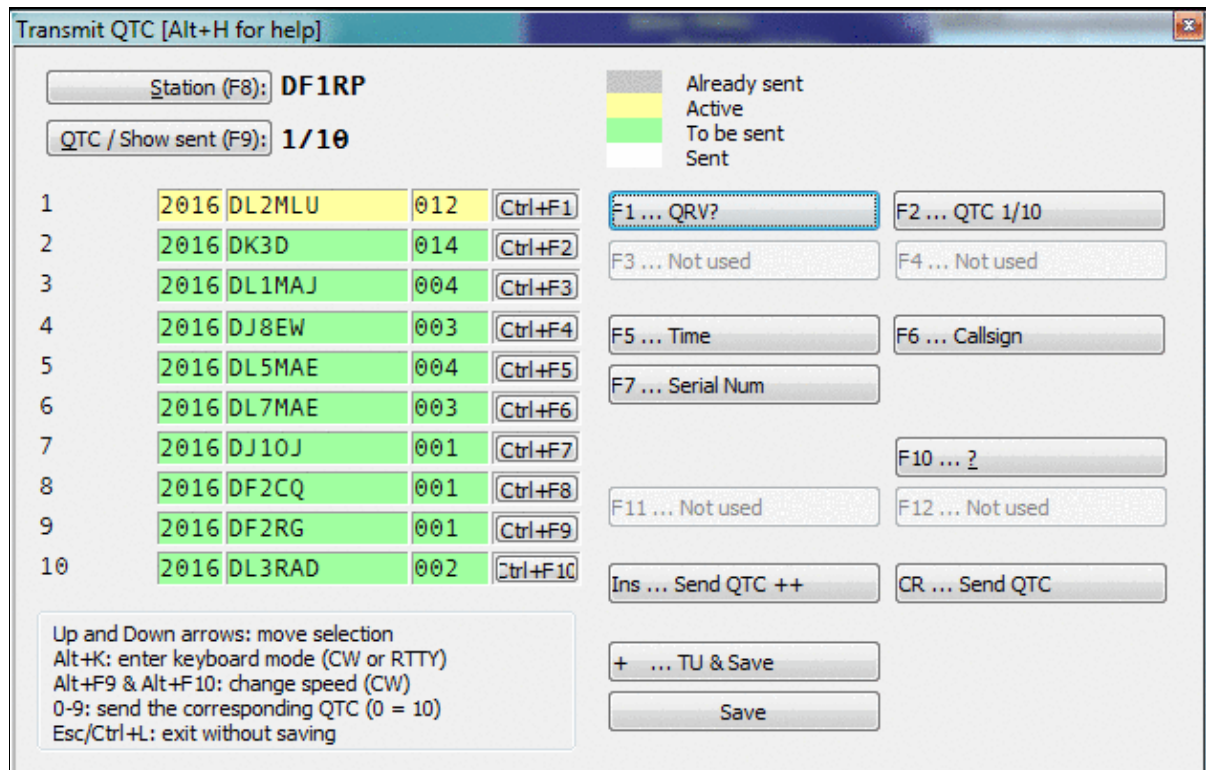 Transmit QTC [Alt+H for help]
Station (F8): DF1RP
QTC / Show sent (F9): 1/10
Already sent
Active
To be sent
Sent
1 2016 DL2MLU 012 Ctrl+F1
2 2016 DK3D 014 Ctrl+F2
3 2016 DL1MAJ 004 Ctrl+F3
4 2016 DJ8EW 003 Ctrl+F4
5 2016 DL5MAE 004 Ctrl+F5
6 2016 DL7MAE 003 Ctrl+F6
7 2016 DJ1OJ 001 Ctrl+F7
8 2016 DF2CQ 001 Ctrl+F8
9 2016 DF2RG 001 Ctrl+F9
10 2016 DL3RAD 002 Ctrl+F10
Up and Down arrows: move selection
Alt+K: enter keyboard mode (CW or RTTY)
Alt+F9 & Alt+F10: change speed (CW)
0-9: send the corresponding QTC (0 = 10)
Esc/Ctrl+L: exit without saving
F1 ... QRV? F2 ... QTC 1/10
F3 ... Not used F4 ... Not used
F5 ... Time F6 ... Callsign
F7 ... Serial Num
F10 ... ?
F11 ... Not used F12 ... Not used
Ins ... Send QTC ++ CR ... Send QTC
+ ... TU & Save
Save